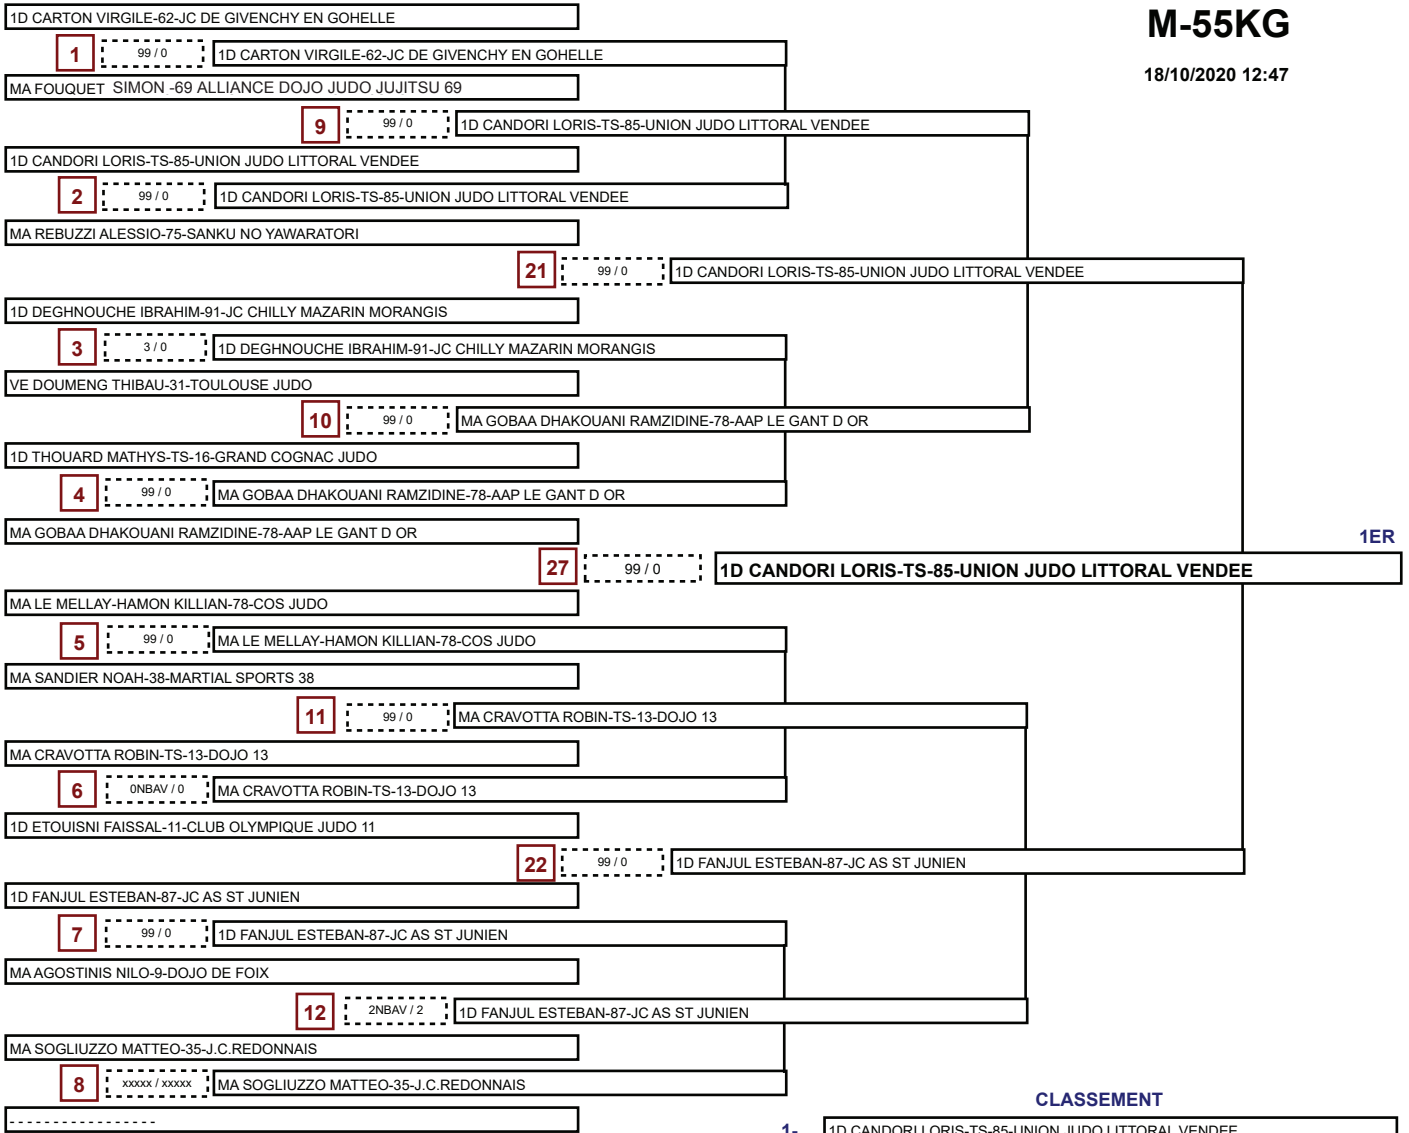 1D CARTON VIRGILE-62-JC DE GIVENCHY EN GOHELLE
M-55KG
1 99 / 0 1D CARTON VIRGILE-62-JC DE GIVENCHY EN GOHELLE
18/10/2020 12:47
MA FOUQUET SIMON -69 ALLIANCE DOJO JUDO JUJITSU 69
9 99 / 0 1D CANDORI LORIS-TS-85-UNION JUDO LITTORAL VENDEE
1D CANDORI LORIS-TS-85-UNION JUDO LITTORAL VENDEE
2 99 / 0 1D CANDORI LORIS-TS-85-UNION JUDO LITTORAL VENDEE
MA REBUZZI ALESSIO-75-SANKU NO YAWARATORI
21 99 / 0 1D CANDORI LORIS-TS-85-UNION JUDO LITTORAL VENDEE
1D DEGHNOUCHE IBRAHIM-91-JC CHILLY MAZARIN MORANGIS
3 3 / 0 1D DEGHNOUCHE IBRAHIM-91-JC CHILLY MAZARIN MORANGIS
VE DOUMENG THIBAU-31-TOULOUSE JUDO
10 99 / 0 MA GOBAA DHAKOUANI RAMZIDINE-78-AAP LE GANT D OR
1D THOUARD MATHYS-TS-16-GRAND COGNAC JUDO
4 99 / 0 MA GOBAA DHAKOUANI RAMZIDINE-78-AAP LE GANT D OR
MA GOBAA DHAKOUANI RAMZIDINE-78-AAP LE GANT D OR
1ER
27 99 / 0 1D CANDORI LORIS-TS-85-UNION JUDO LITTORAL VENDEE
MA LE MELLAY-HAMON KILLIAN-78-COS JUDO
5 99 / 0 MA LE MELLAY-HAMON KILLIAN-78-COS JUDO
MA SANDIER NOAH-38-MARTIAL SPORTS 38
11 99 / 0 MA CRAVOTTA ROBIN-TS-13-DOJO 13
MA CRAVOTTA ROBIN-TS-13-DOJO 13
6 0NBAV / 0 MA CRAVOTTA ROBIN-TS-13-DOJO 13
1D ETOUISNI FAISSAL-11-CLUB OLYMPIQUE JUDO 11
22 99 / 0 1D FANJUL ESTEBAN-87-JC AS ST JUNIEN
1D FANJUL ESTEBAN-87-JC AS ST JUNIEN
7 99 / 0 1D FANJUL ESTEBAN-87-JC AS ST JUNIEN
MA AGOSTINIS NILO-9-DOJO DE FOIX
12 2NBAV / 2 1D FANJUL ESTEBAN-87-JC AS ST JUNIEN
MA SOGLIUZZO MATTEO-35-J.C.REDONNAIS
8 xxxxx / xxxxx MA SOGLIUZZO MATTEO-35-J.C.REDONNAIS
CLASSEMENT
- - - - - - - - - - - - - - - - -
1- 1D CANDORI LORIS-TS-85-UNION JUDO LITTORAL VENDEE